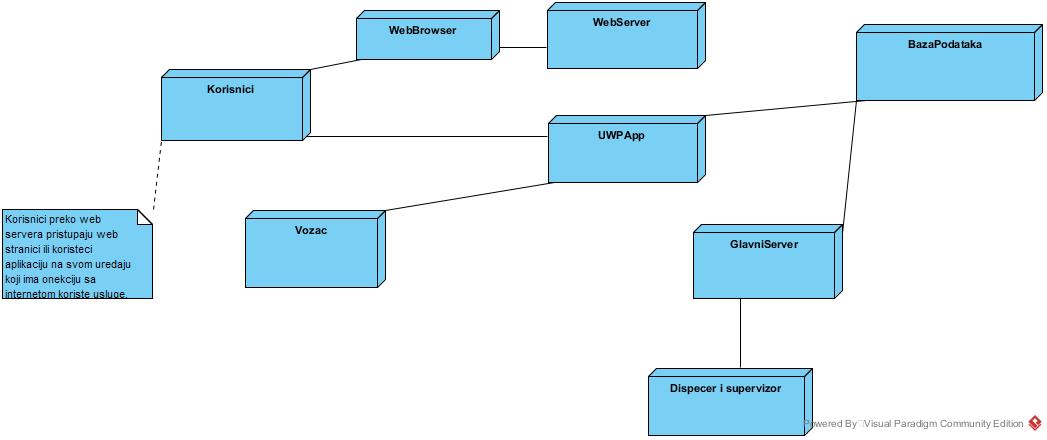 WebBrowser
WebServer
BazaPodataka
Korisnici
UWPApp
Korisnici preko web
servera pristupaju web
stranici ili koristeci
aplikaciju na svom uredaju
koji ima onekciju sa
internetom koriste usluge.
Vozac
GlavniServer
Dispecer i supervizor
Powered By Visual Paradigm Community Edition